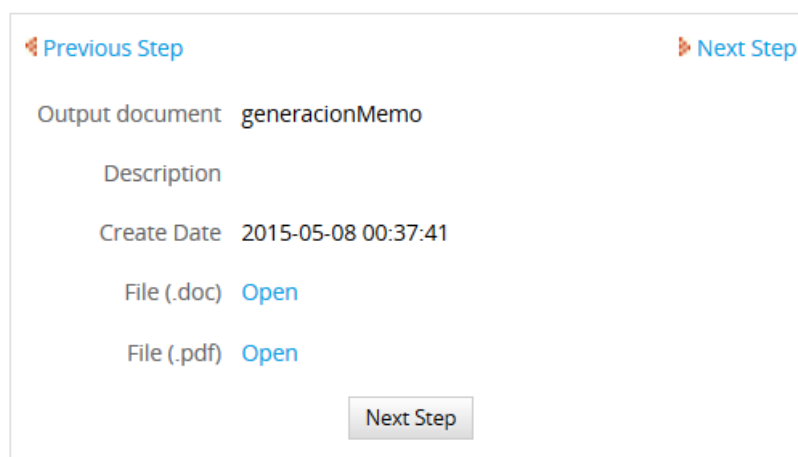 Previous Step Next Step
Output document generacionMemo
Description
Create Date 2015-05-08 00:37:41
File (.doc) Open
File (.pdf) Open
Next Step